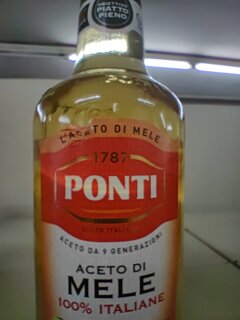 OBIETTIVO
PIATTO
PIENO
L'ACETO DI MELE
1787
PONTI
ACETO DA 9 GENERAZIONI
ACETO DI
MELE
100% ITALIANE